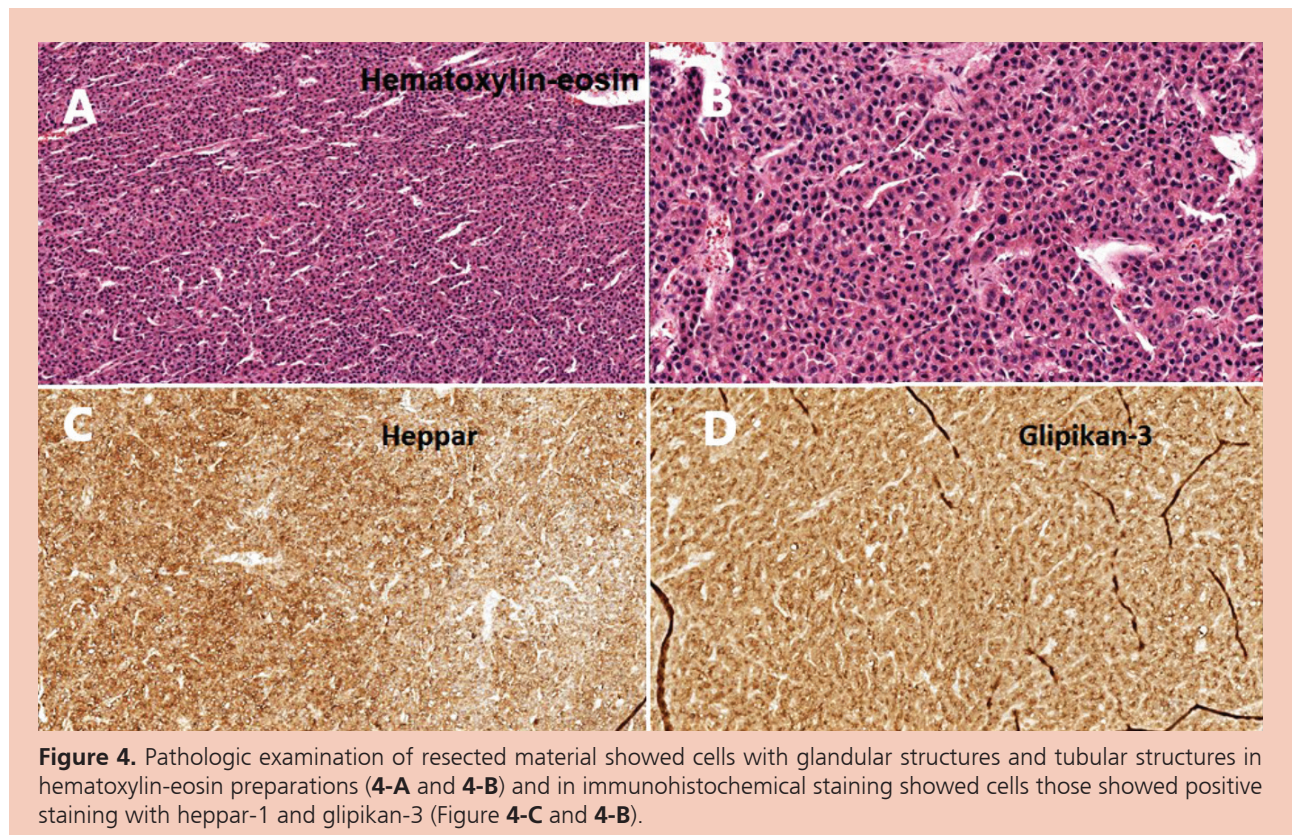 A
Hematoxylin-eosin
B
C
Heppar
D
Glipikan-3
Figure 4. Pathologic examination of resected material showed cells with glandular structures and tubular structures in
hematoxylin-eosin preparations (4-A and 4-B) and in immunohistochemical staining showed cells those showed positive
staining with heppar-1 and glipikan-3 (Figure 4-C and 4-B).